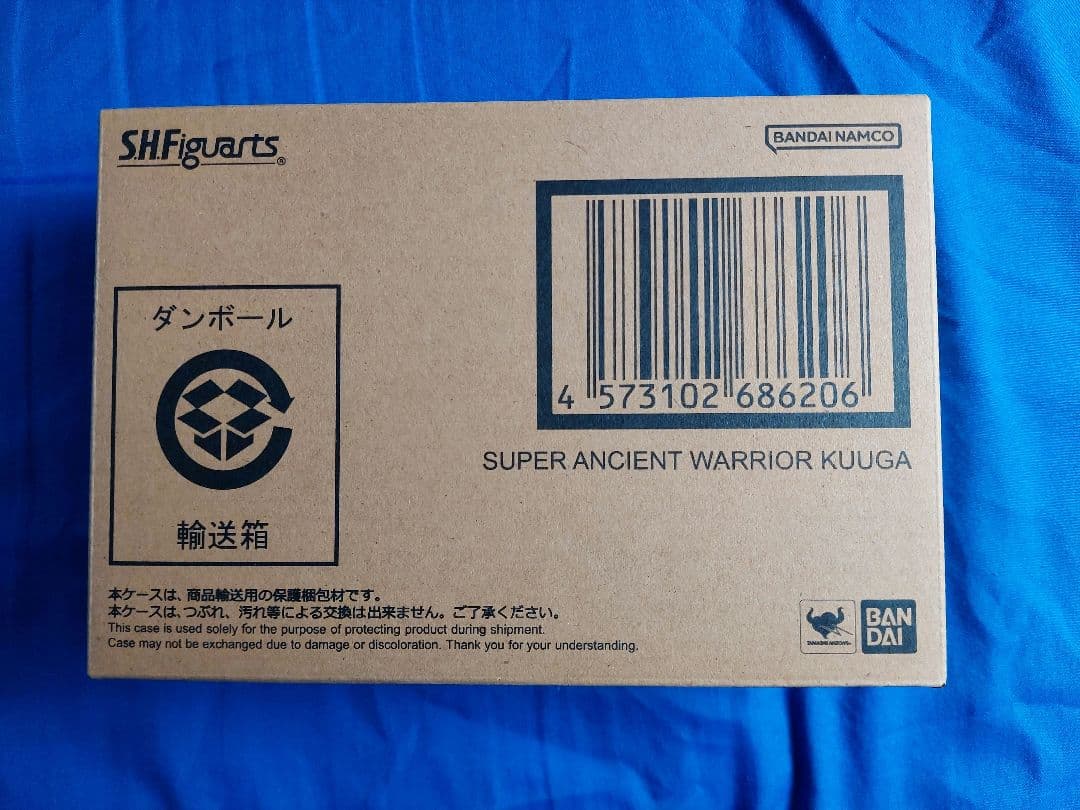 S.H.Figuarts®
BANDAI NAMCO
4 573102 686206
SUPER ANCIENT WARRIOR KUUGA
ダンボール
輸送箱
本ケースは、商品輸送用の保護梱包材です。
本ケースは、つぶれ、汚れ等による交換は出来ません。ご了承ください。
This case is used solely for the purpose of protecting product during shipment.
Case may not be exchanged due to damage or discoloration. Thank you for your understanding.
TAMASHII NATIONS
BAN
DAI